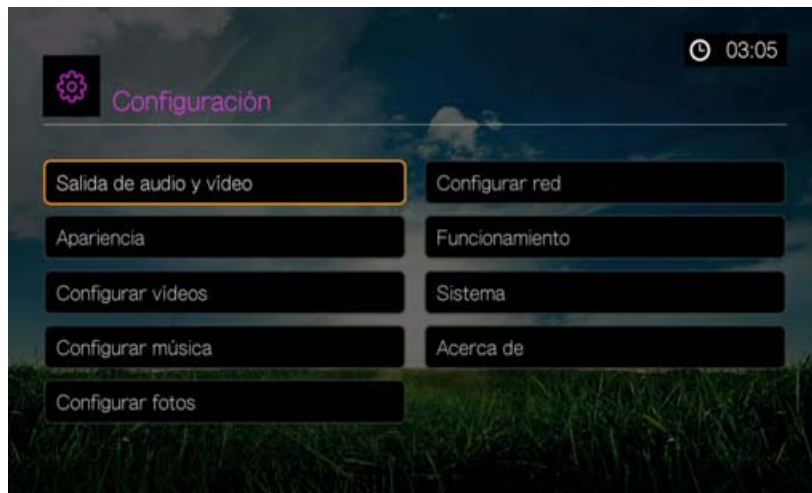 03:05
Configuración
Salida de audio y vídeo
Configurar red
Apariencia
Funcionamiento
Configurar vídeos
Sistema
Configurar música
Acerca de
Configurar fotos